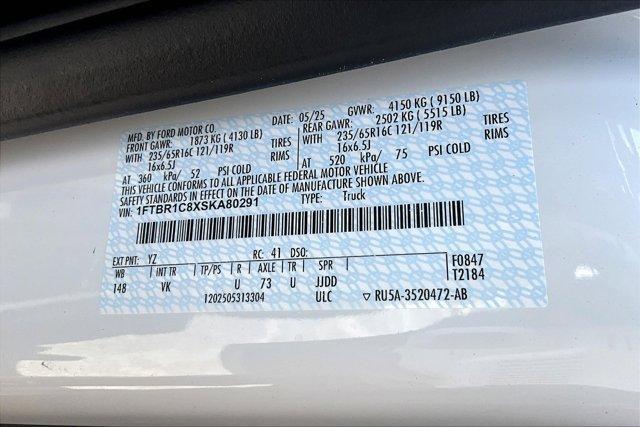 MFD. BY FORD MOTOR CO.
DATE: 05/25 GVWR: 4150 KG ( 9150 LB)
FRONT GAWR: 1873 KG ( 4130 LB)
REAR GAWR: 2502 KG ( 5515 LB)
WITH 235/65R16C 121/119R TIRES
WITH 235/65R16C 121/119R TIRES
16x6.5J RIMS
16x6.5J RIMS
AT 360 kPa/ 52 PSI COLD
AT 520 kPa/ 75 PSI COLD
THIS VEHICLE CONFORMS TO ALL APPLICABLE FEDERAL MOTOR VEHICLE
SAFETY STANDARDS IN EFFECT ON THE DATE OF MANUFACTURE SHOWN ABOVE.
VIN: 1FTBR1C8XSKA80291 TYPE: Truck
EXT PNT: YZ RC: 41 DSO: F0847
WB INT TR TP/PS R AXLE TR SPR T2184
148 VK U 73 U JJDD
1202505313304 ULC ▽ RU5A-3520472-AB